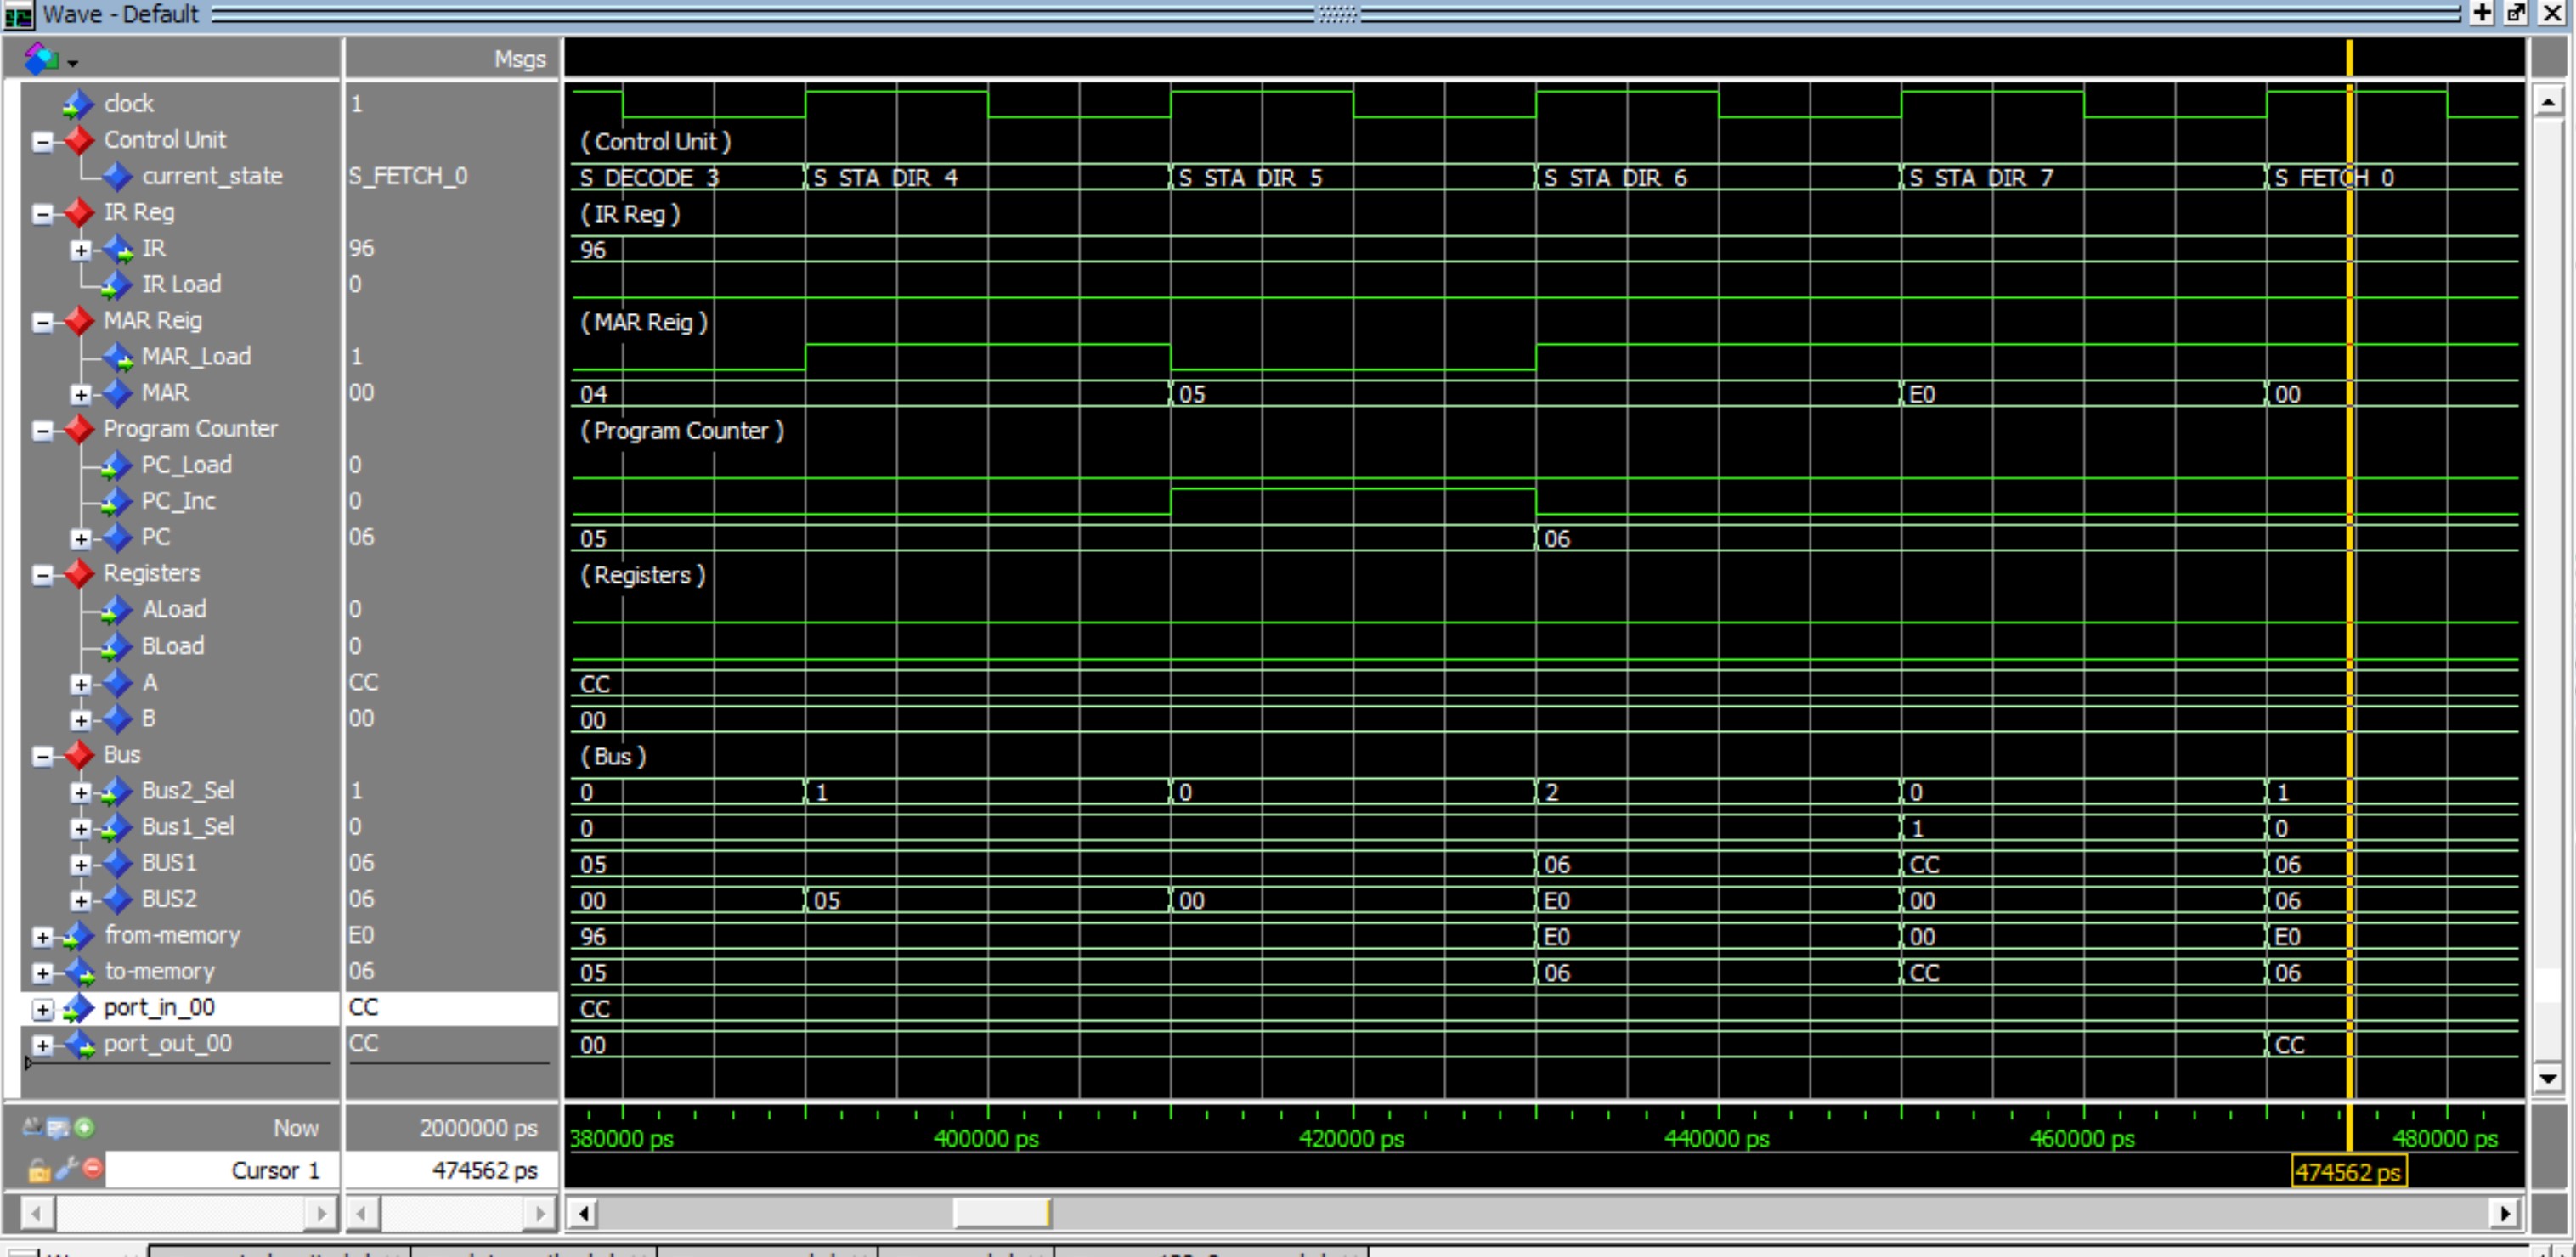 Wave - Default
Msgs
clock 1
Control Unit ( Control Unit )
current_state S_FETCH_0 S_DECODE_3 S_STA_DIR_4 S_STA_DIR_5 S_STA_DIR_6 S_STA_DIR_7 S_FETCH_0
IR Reg ( IR Reg )
IR 96 96
IR Load 0
MAR Reig ( MAR Reig )
MAR_Load 1
MAR 00 04 05 E0 00
Program Counter ( Program Counter )
PC_Load 0
PC_Inc 0
PC 06 05 06
Registers ( Registers )
ALoad 0
BLoad 0
A CC CC
B 00 00
Bus ( Bus )
Bus2_Sel 1 0 1 0 2 0 1
Bus1_Sel 0 0 1 0
BUS1 06 05 06 CC 06
BUS2 06 00 05 00 E0 00 06
from-memory E0 96 E0 00 E0
to-memory 06 05 06 CC 06
port_in_00 CC CC
port_out_00 CC 00 CC
Now 2000000 ps 380000 ps 400000 ps 420000 ps 440000 ps 460000 ps 480000 ps
Cursor 1 474562 ps 474562 ps